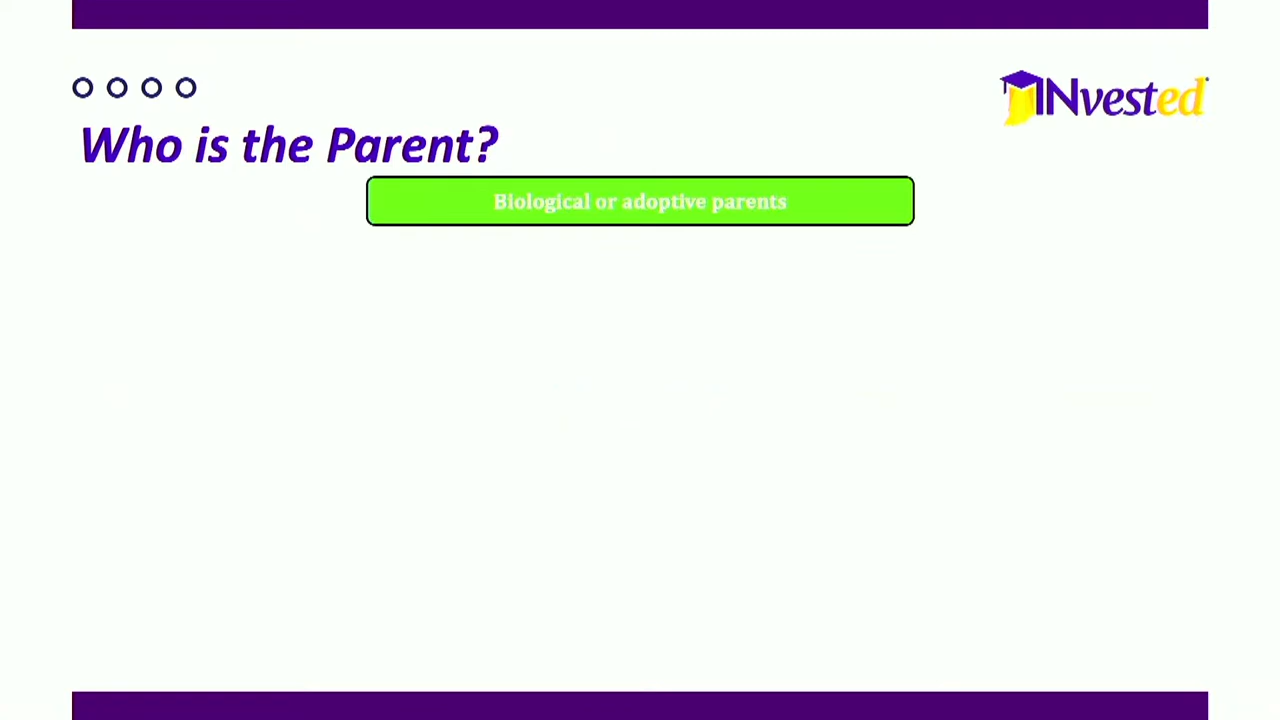 INvested
Who is the Parent?
Biological or adoptive parents